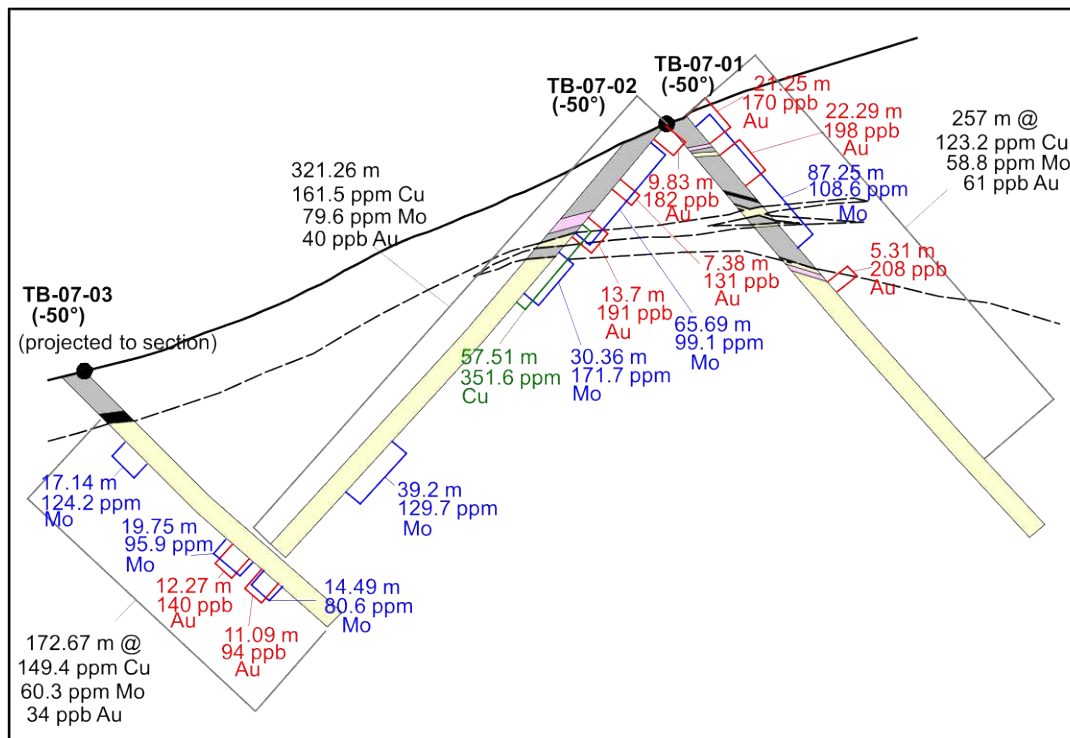 TB-07-01
(-50°)
TB-07-02
(-50°)
21.25 m
170 ppb
Au
22.29 m
198 ppb
Au
257 m @
123.2 ppm Cu
58.8 ppm Mo
61 ppb Au
321.26 m
161.5 ppm Cu
79.6 ppm Mo
40 ppb Au
9.83 m
182 ppb
Au
87.25 m
108.6 ppm
Mo
5.31 m
208 ppb
Au
7.38 m
131 ppb
Au
13.7 m
191 ppb
Au
65.69 m
99.1 ppm
Mo
TB-07-03
(-50°)
(projected to section)
57.51 m
351.6 ppm
Cu
30.36 m
171.7 ppm
Mo
17.14 m
124.2 ppm
Mo
39.2 m
129.7 ppm
Mo
19.75 m
95.9 ppm
Mo
12.27 m
140 ppb
Au
14.49 m
80.6 ppm
Mo
11.09 m
94 ppb
Au
172.67 m @
149.4 ppm Cu
60.3 ppm Mo
34 ppb Au